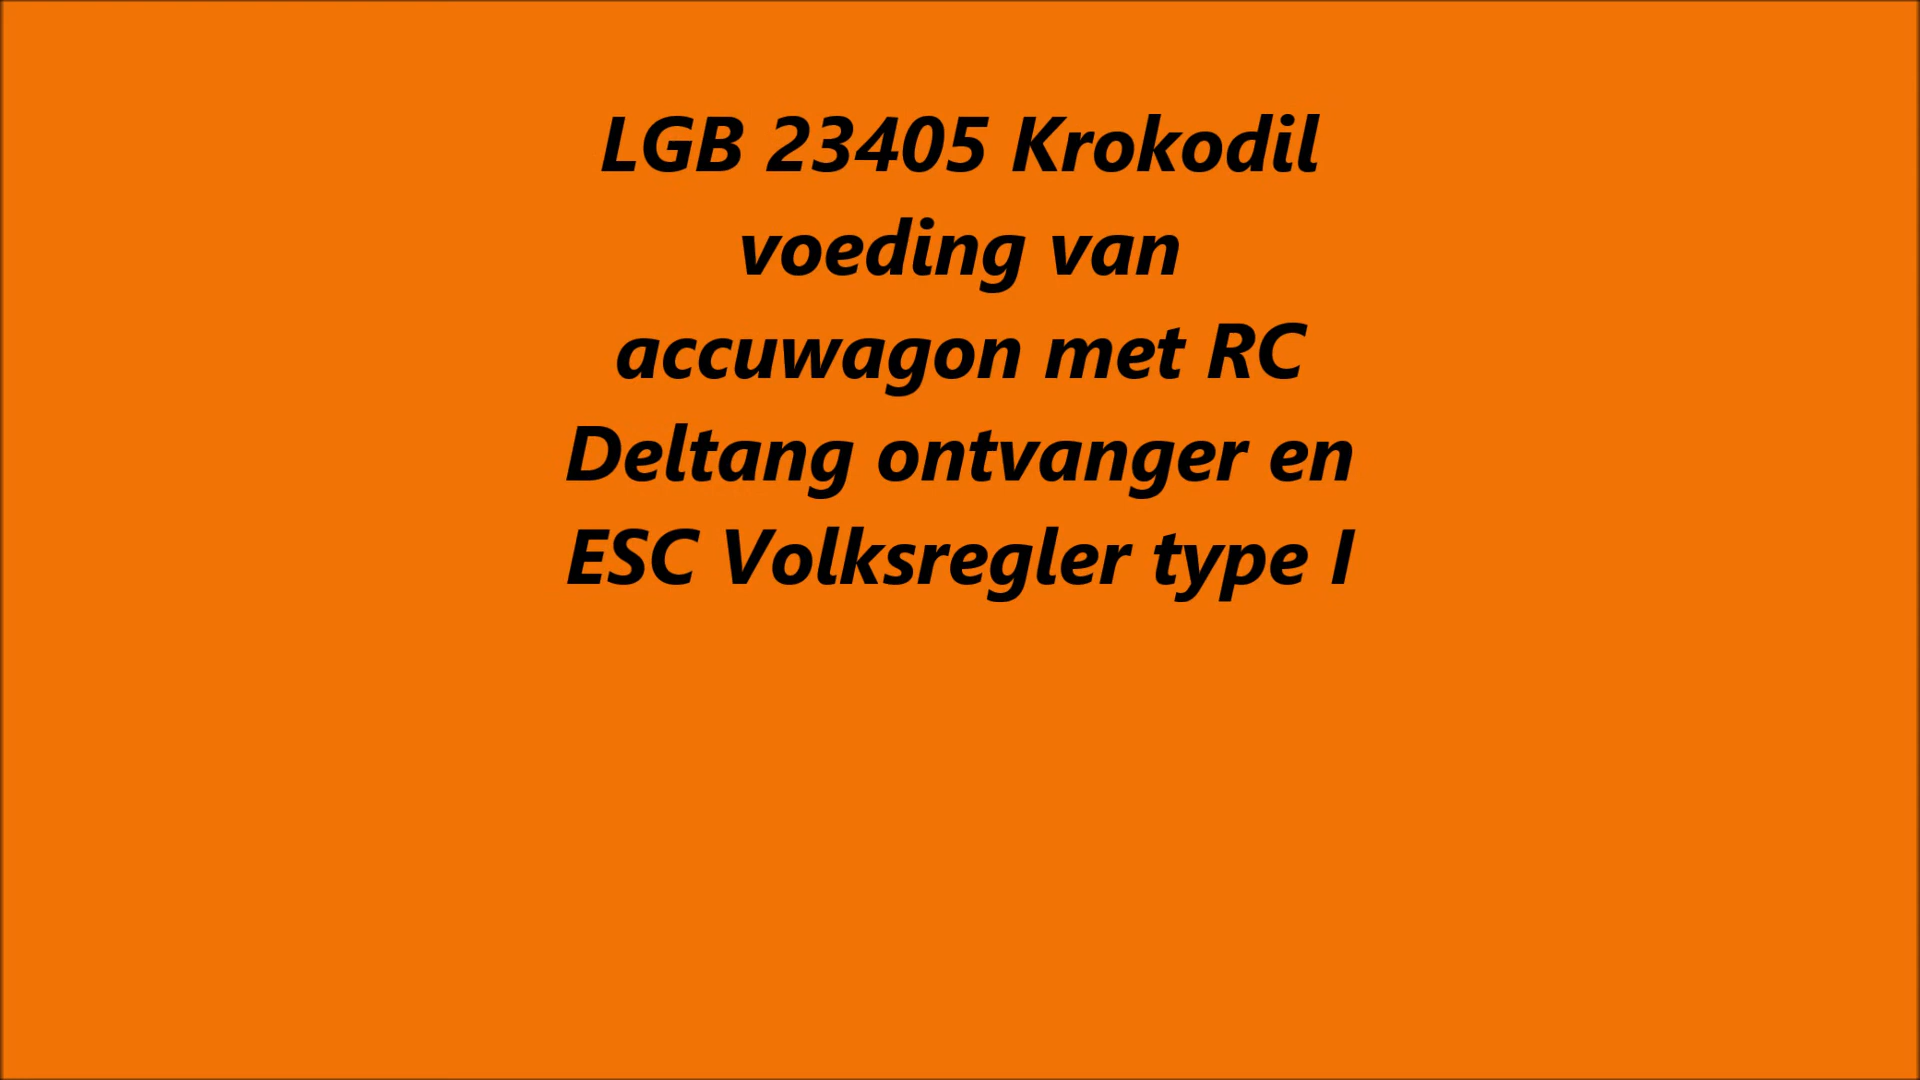 LGB 23405 Krokodil
voeding van
accuwagon met RC
Deltang ontvanger en
ESC Volksregler type I